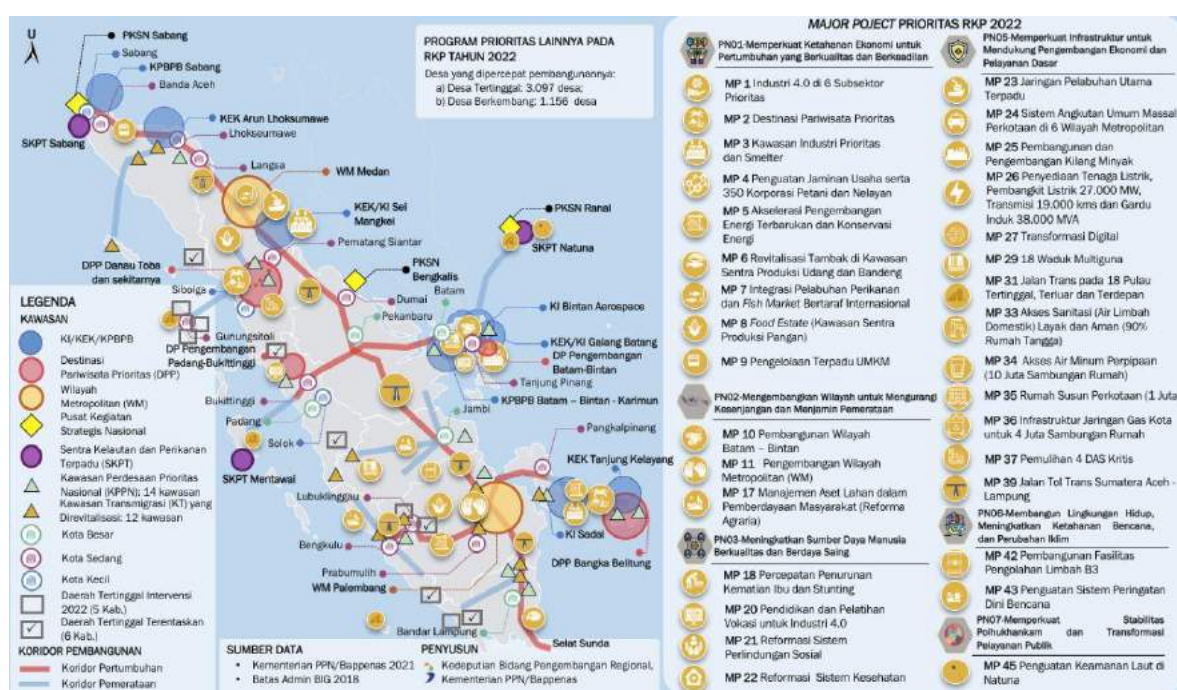 U
PKSN Sabang
Sabang
KPBPB Sabang
Banda Aceh
KEK Arun Lhoksumawe
Lhokseumawe
SKPT Sabang
Langsa
WM Medan
KEK/KI Sei
Mangkei
Pematang Siantar
PKSN Ranai
SKPT Natuna
DPP Danau Toba
dan sekitarnya
Sibolga
PKSN
Bengkalis
Dumai
Batam
Pekanbaru
KI Bintan Aerospace
KEK/KI Galang Batang
DP Pengembangan
Batam-Bintan
Tanjung Pinang
Gunungsitoli
DP Pengembangan
Padang-Bukittinggi
Bukittinggi
KPBPB Batam – Bintan - Karimun
Jambi
Padang
Solok
Pangkalpinang
SKPT Mentawai
KEK Tanjung Kelayang
Lubuklinggau
KI Sadai
Bengkulu
DPP Bangka Belitung
Prabumulih
WM Palembang
Bandar Lampung
Selat Sunda
PROGRAM PRIORITAS LAINNYA PADA
RKP TAHUN 2022
Desa yang dipercepat pembangunannya:
a) Desa Tertinggal: 3.097 desa;
b) Desa Berkembang: 1.156 desa
LEGENDA
KAWASAN
KI/KEK/KPBPB
Destinasi
Pariwisata Prioritas (DPP)
Wilayah
Metropolitan (WM)
Pusat Kegiatan
Strategis Nasional
Sentra Kelautan dan Perikanan
Terpadu (SKPT)
Kawasan Perdesaan Prioritas
Nasional (KPPN): 14 kawasan
Kawasan Transmigrasi (KT) yang
Direvitalisasi: 12 kawasan
Kota Besar
Kota Sedang
Kota Kecil
Daerah Tertinggal Intervensi
2022 (5 Kab.)
Daerah Tertinggal Terentaskan
(6 Kab.)
KORIDOR PEMBANGUNAN
Koridor Pertumbuhan
Koridor Pemerataan
SUMBER DATA
• Kementerian PPN/Bappenas 2021
• Batas Admin BIG 2018
PENYUSUN
Kedeputian Bidang Pengembangan Regional,
Kementerian PPN/Bappenas
MAJOR POJECT PRIORITAS RKP 2022
PN01-Memperkuat Ketahanan Ekonomi untuk
Pertumbuhan yang Berkualitas dan Berkeadilan
MP 1 Industri 4.0 di 6 Subsektor
Prioritas
MP 2 Destinasi Pariwisata Prioritas
MP 3 Kawasan Industri Prioritas
dan Smelter
MP 4 Penguatan Jaminan Usaha serta
350 Korporasi Petani dan Nelayan
MP 5 Akselerasi Pengembangan
Energi Terbarukan dan Konservasi
Energi
MP 6 Revitalisasi Tambak di Kawasan
Sentra Produksi Udang dan Bandeng
MP 7 Integrasi Pelabuhan Perikanan
dan Fish Market Bertaraf Internasional
MP 8 Food Estate (Kawasan Sentra
Produksi Pangan)
MP 9 Pengelolaan Terpadu UMKM
PN02-Mengembangkan Wilayah untuk Mengurangi
Kesenjangan dan Menjamin Pemerataan
MP 10 Pembangunan Wilayah
Batam – Bintan
MP 11 Pengembangan Wilayah
Metropolitan (WM)
MP 17 Manajemen Aset Lahan dalam
Pemberdayaan Masyarakat (Reforma
Agraria)
PN03-Meningkatkan Sumber Daya Manusia
Berkualitas dan Berdaya Saing
MP 18 Percepatan Penurunan
Kematian Ibu dan Stunting
MP 20 Pendidikan dan Pelatihan
Vokasi untuk Industri 4.0
MP 21 Reformasi Sistem
Perlindungan Sosial
MP 22 Reformasi Sistem Kesehatan
PN05-Memperkuat Infrastruktur untuk
Mendukung Pengembangan Ekonomi dan
Pelayanan Dasar
MP 23 Jaringan Pelabuhan Utama
Terpadu
MP 24 Sistem Angkutan Umum Massal
Perkotaan di 6 Wilayah Metropolitan
MP 25 Pembangunan dan
Pengembangan Kilang Minyak
MP 26 Penyediaan Tenaga Listrik,
Pembangkit Listrik 27.000 MW,
Transmisi 19.000 kms dan Gardu
Induk 38.000 MVA
MP 27 Transformasi Digital
MP 29 18 Waduk Multiguna
MP 31 Jalan Trans pada 18 Pulau
Tertinggal, Terluar dan Terdepan
MP 33 Akses Sanitasi (Air Limbah
Domestik) Layak dan Aman (90%
Rumah Tangga)
MP 34 Akses Air Minum Perpipaan
(10 Juta Sambungan Rumah)
MP 35 Rumah Susun Perkotaan (1 Juta
MP 36 Infrastruktur Jaringan Gas Kota
untuk 4 Juta Sambungan Rumah
MP 37 Pemulihan 4 DAS Kritis
MP 39 Jalan Tol Trans Sumatera Aceh -
Lampung
PN06-Membangun Lingkungan Hidup,
Meningkatkan Ketahanan Bencana,
dan Perubahan Iklim
MP 42 Pembangunan Fasilitas
Pengolahan Limbah B3
MP 43 Penguatan Sistem Peringatan
Dini Bencana
PN07-Memperkuat Stabilitas
Polhukhankam dan Transformasi
Pelayanan Publik
MP 45 Penguatan Keamanan Laut di
Natuna